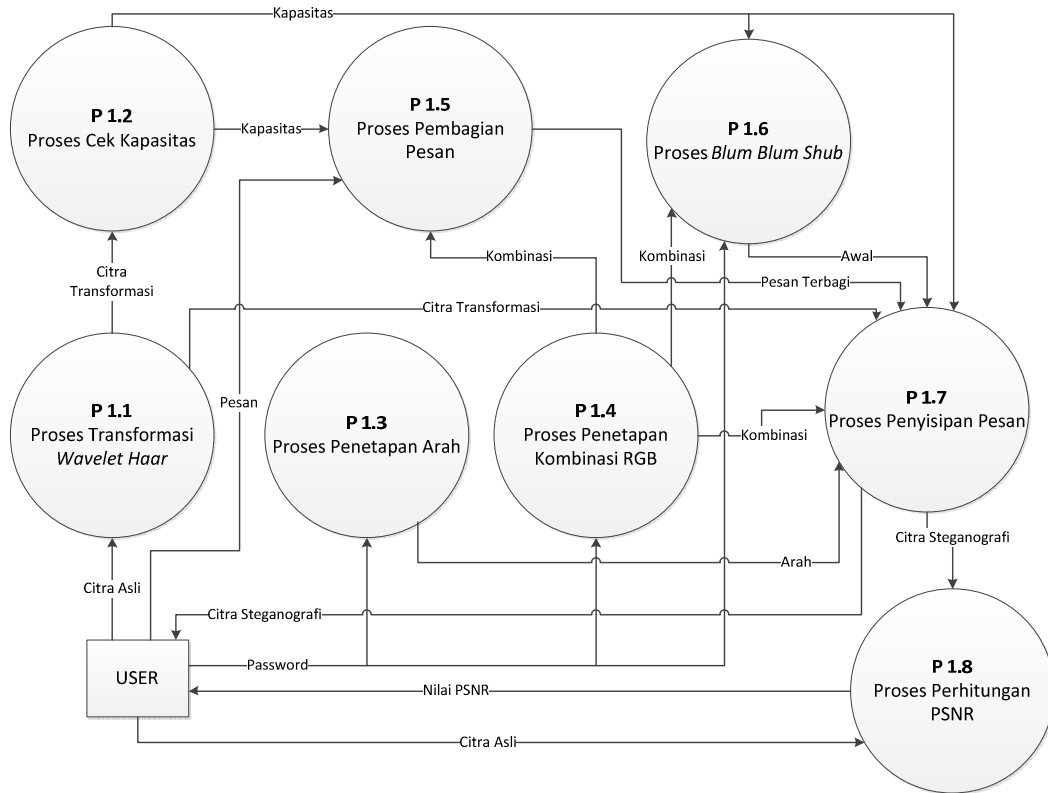 Kapasitas
P 1.2
Proses Cek Kapasitas
Kapasitas
P 1.5
Proses Pembagian
Pesan
P 1.6
Proses Blum Blum Shub
Citra
Transformasi
Kombinasi
Kombinasi
Awal
Pesan Terbagi
Citra Transformasi
P 1.1
Proses Transformasi
Wavelet Haar
Pesan
P 1.3
Proses Penetapan Arah
P 1.4
Proses Penetapan
Kombinasi RGB
Kombinasi
P 1.7
Proses Penyisipan Pesan
Citra Steganografi
Arah
Citra Asli
Citra Steganografi
USER
Password
Nilai PSNR
P 1.8
Proses Perhitungan
PSNR
Citra Asli